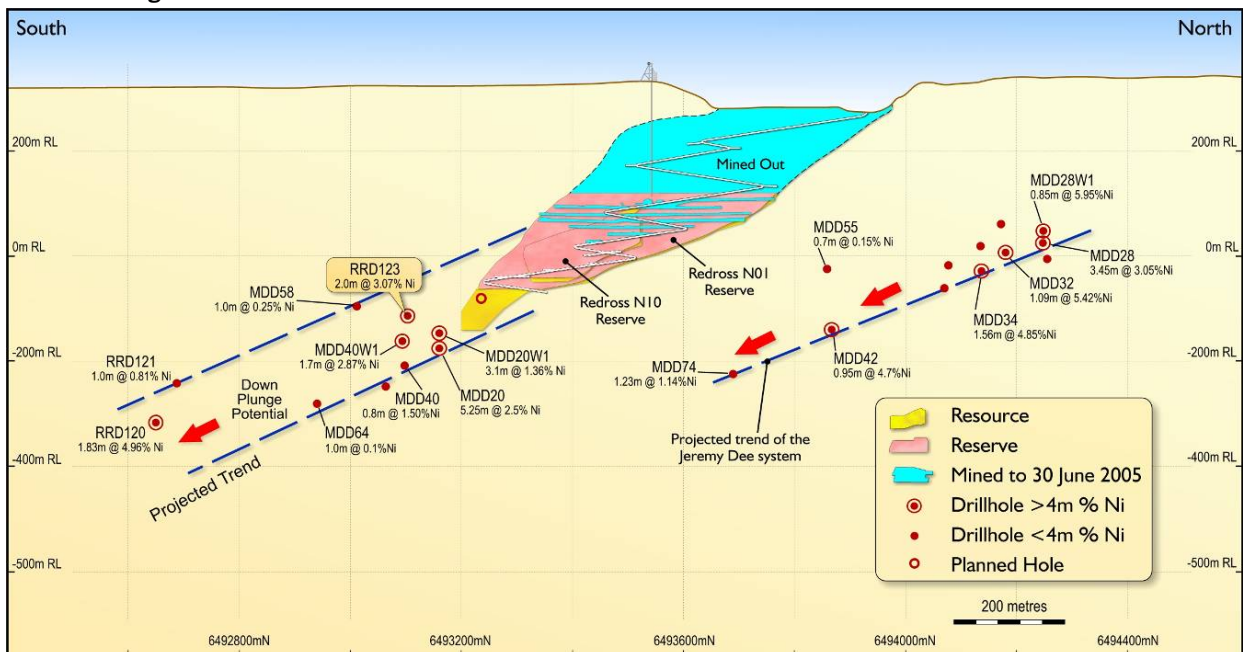 South
North
200m RL
200m RL
Mined Out
MDD28W1
0.85m @ 5.95%Ni
MDD55
0.7m @ 0.15% Ni
0m RL
0m RL
RRD123
2.0m @ 3.07% Ni
Redross N01
Reserve
MDD28
3.45m @ 3.05% Ni
MDD58
1.0m @ 0.25% Ni
Redross N10
Reserve
MDD32
1.09m @ 5.42%Ni
MDD34
1.56m @ 4.85%Ni
-200m RL
-200m RL
MDD40W1
1.7m @ 2.87% Ni
MDD20W1
3.1m @ 1.36% Ni
MDD42
0.95m @ 4.7%Ni
RRD121
1.0m @ 0.81% Ni
MDD74
1.23m @ 1.14%Ni
Down
Plunge
Potential
MDD40
0.8m @ 1.50%Ni
MDD20
5.25m @ 2.5% Ni
RRD120
1.83m @ 4.96% Ni
MDD64
1.0m @ 0.1% Ni
Projected trend of the
Jeremy Dee system
Projected Trend
-400m RL
-400m RL
-500m RL
-500m RL
Resource
Reserve
Mined to 30 June 2005
Drillhole >4m % Ni
Drillhole <4m % Ni
Planned Hole
200 metres
6492800mN
6493200mN
6493600mN
6494000mN
6494400mN